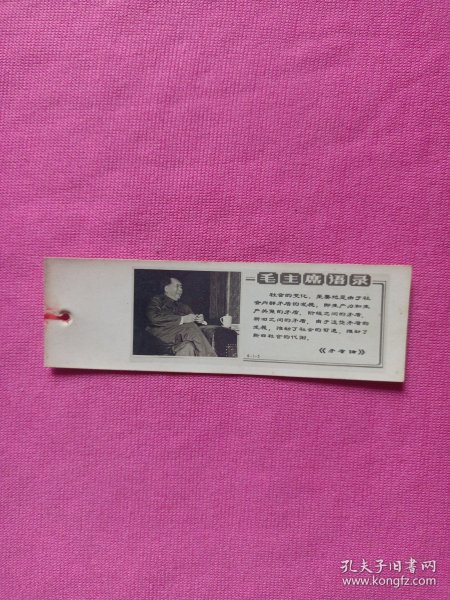 毛主席语录
社会的变化，主要地是由于社
会内部矛盾的发展，即生产力和生
产关系的矛盾，阶级之间的矛盾，
新旧之间的矛盾，由于这些矛盾的
发展，推动了社会的前进，推动了
新旧社会的代谢。
《矛盾论》
孔夫子旧书网
www.kongfz.com